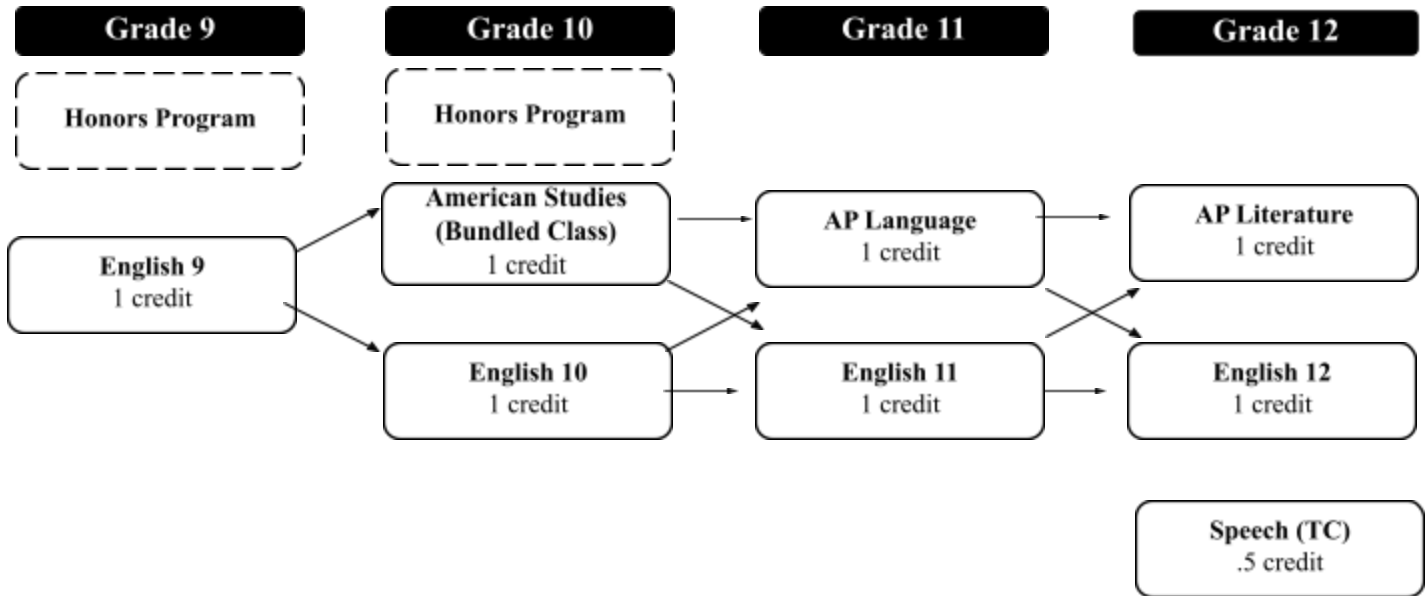 Grade 9
Grade 10
Grade 11
Grade 12
Honors Program
Honors Program
English 9
1 credit
American Studies
(Bundled Class)
1 credit
English 10
1 credit
AP Language
1 credit
English 11
1 credit
AP Literature
1 credit
English 12
1 credit
Speech (TC)
.5 credit